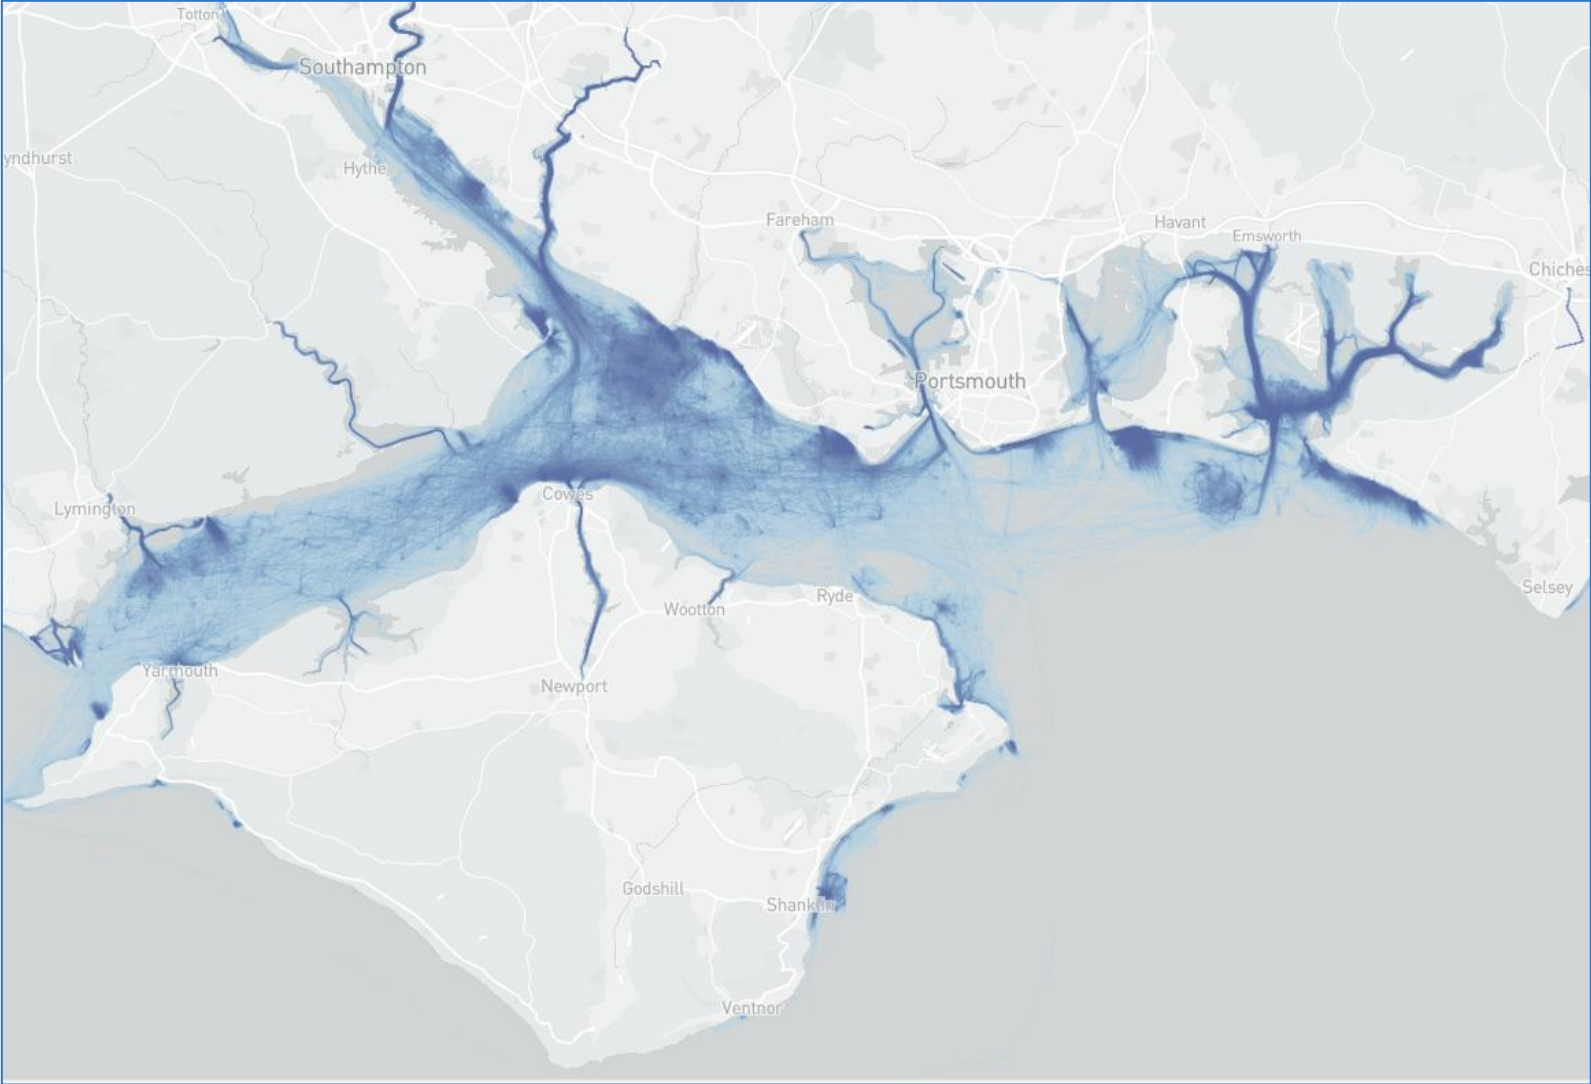 Totton
Southampton
yndhurst
Hythe
Fareham
Havant
Emsworth
Chiches
Portsmouth
Lymington
Cowes
Selsey
Wootton
Ryde
Yarmouth
Newport
Godshill
Shanklin
Ventnor